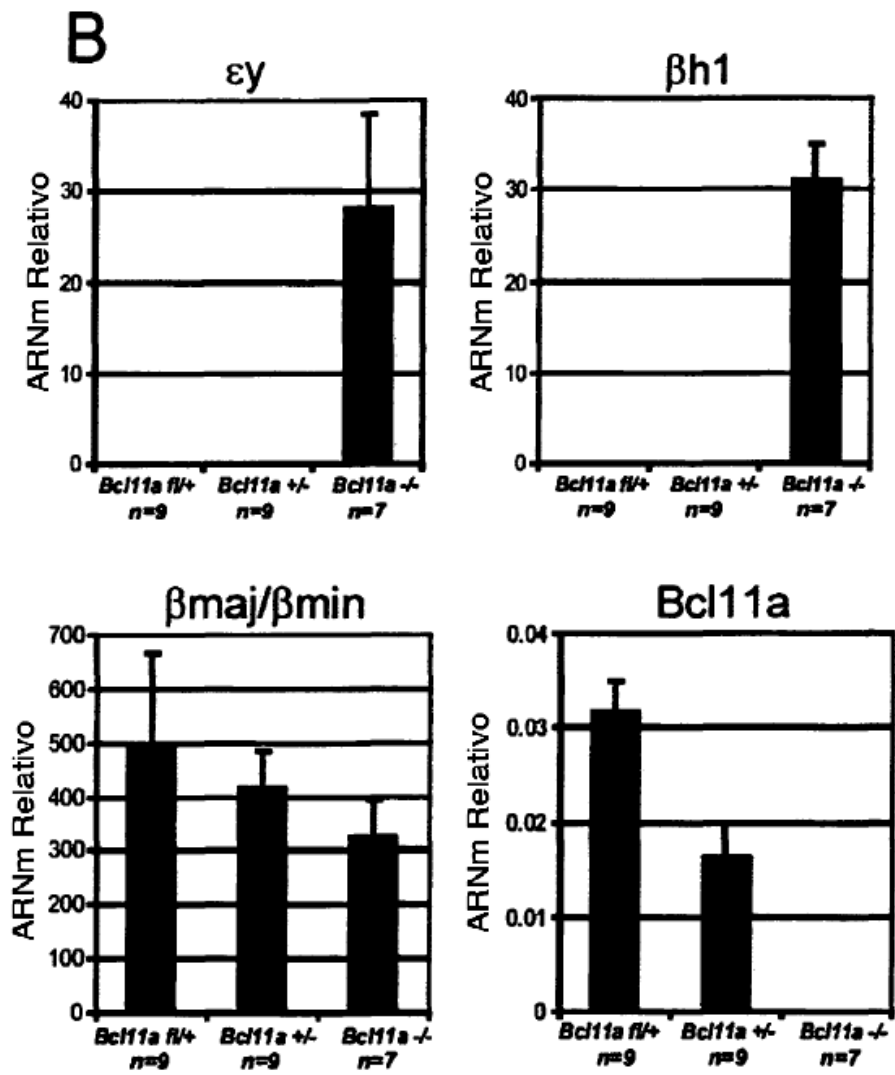 B
εy
40
30
20
10
0
ARNm Relativo
Bcl11a fl/+ Bcl11a +/- Bcl11a -/-
n=9 n=9 n=7
βh1
40
30
20
10
0
ARNm Relativo
Bcl11a fl/+ Bcl11a +/- Bcl11a -/-
n=9 n=9 n=7
βmaj/βmin
700
600
500
400
300
200
100
0
ARNm Relativo
Bcl11a fl/+ Bcl11a +/- Bcl11a -/-
n=9 n=9 n=7
Bcl11a
0.04
0.03
0.02
0.01
0
ARNm Relativo
Bcl11a fl/+ Bcl11a +/- Bcl11a -/-
n=9 n=9 n=7